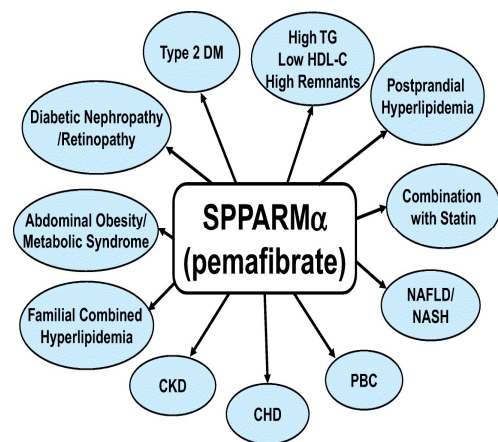 Type 2 DM
High TG
Low HDL-C
High Remnants
Postprandial
Hyperlipidemia
Diabetic Nephropathy
/Retinopathy
Combination
with Statin
SPPARMα
(pemafibrate)
Abdominal Obesity/
Metabolic Syndrome
NAFLD/
NASH
Familial Combined
Hyperlipidemia
CKD
CHD
PBC